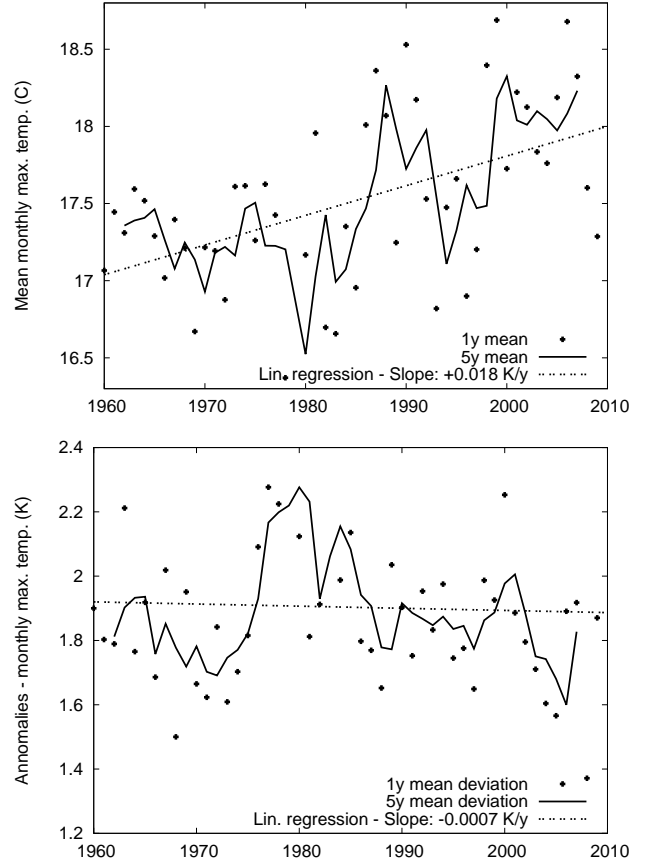 18.5
18
17.5
17
16.5
Mean monthly max. temp. (C)
1y mean
5y mean
Lin. regression - Slope: +0.018 K/y
1960 1970 1980 1990 2000 2010
2.4
2.2
2
1.8
1.6
1.4
1.2
Annomalies - monthly max. temp. (K)
1y mean deviation
5y mean deviation
Lin. regression - Slope: -0.0007 K/y
1960 1970 1980 1990 2000 2010